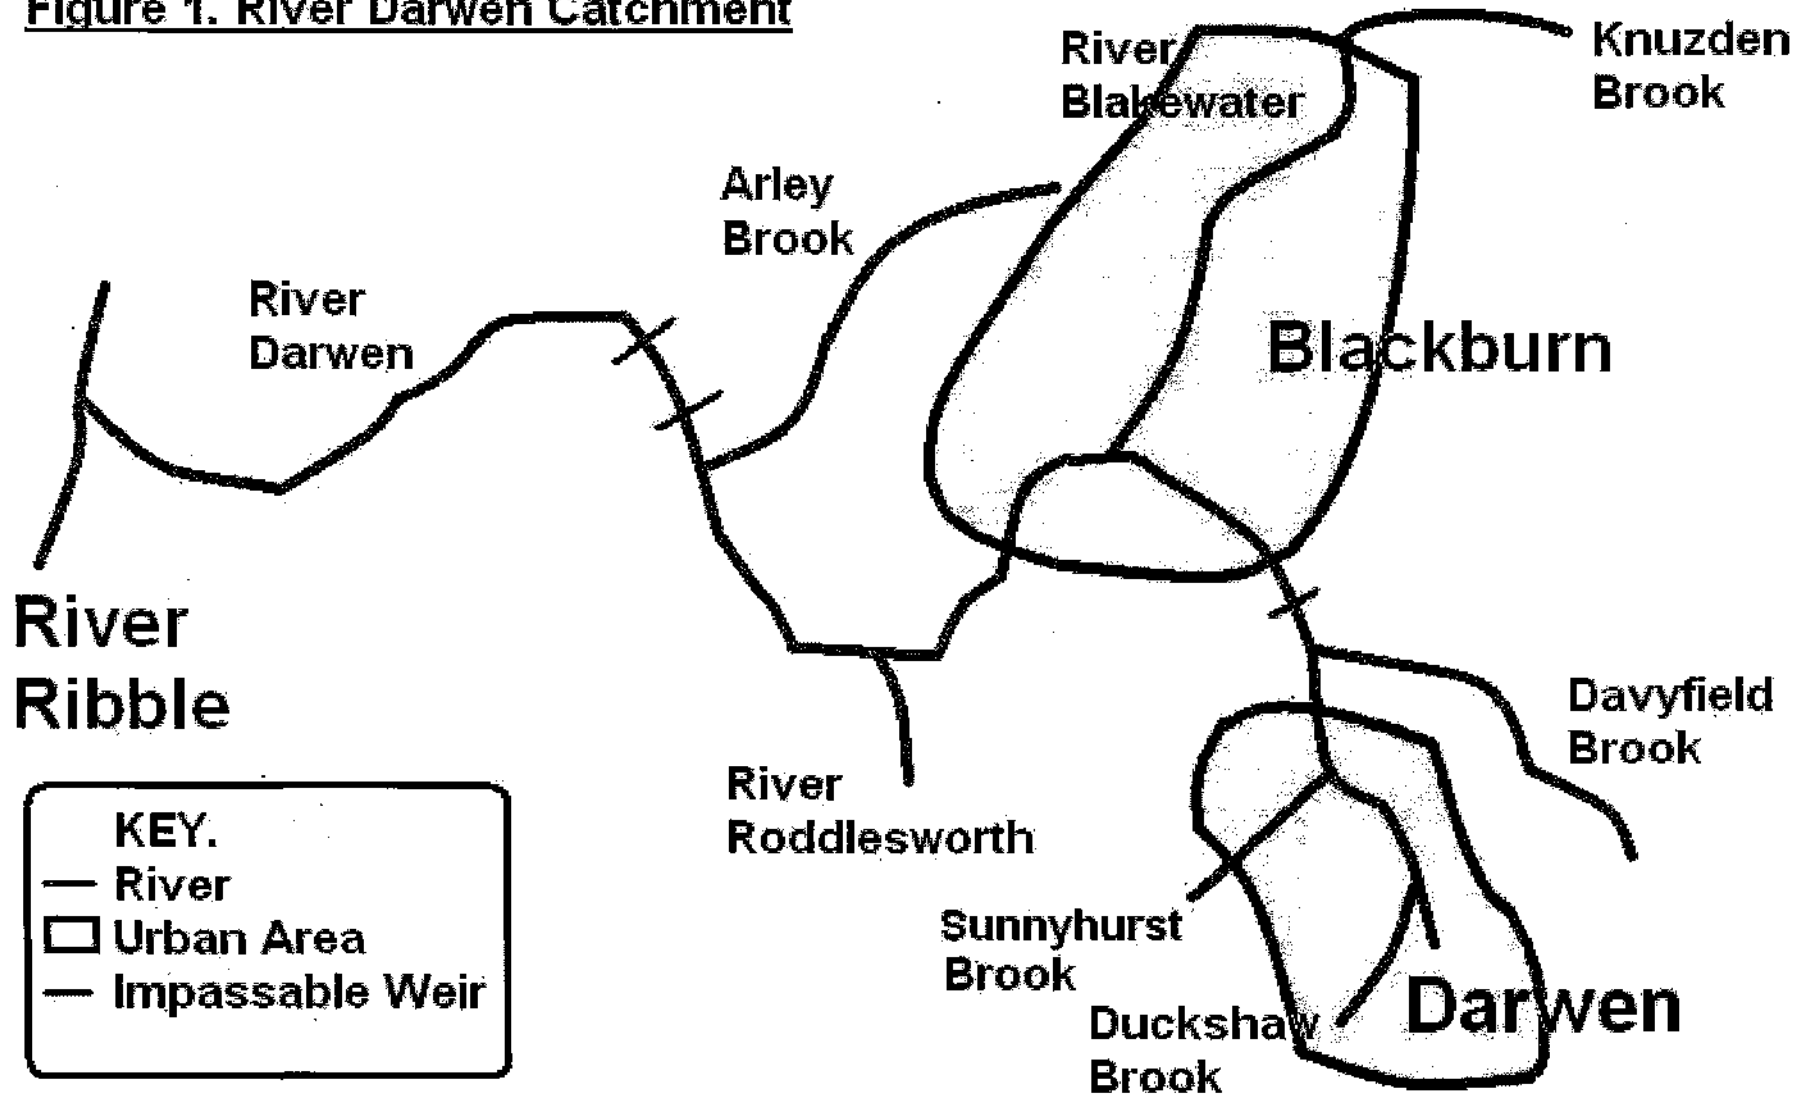 Figure 1. River Darwen Catchment
River
Blakewater
Knuzden
Brook
Arley
Brook
River
Darwen
Blackburn
River
Ribble
Davyfield
Brook
River
Roddlesworth
Sunnyhurst
Brook
Duckshaw
Brook
Darwen
KEY.
River
Urban Area
Impassable Weir